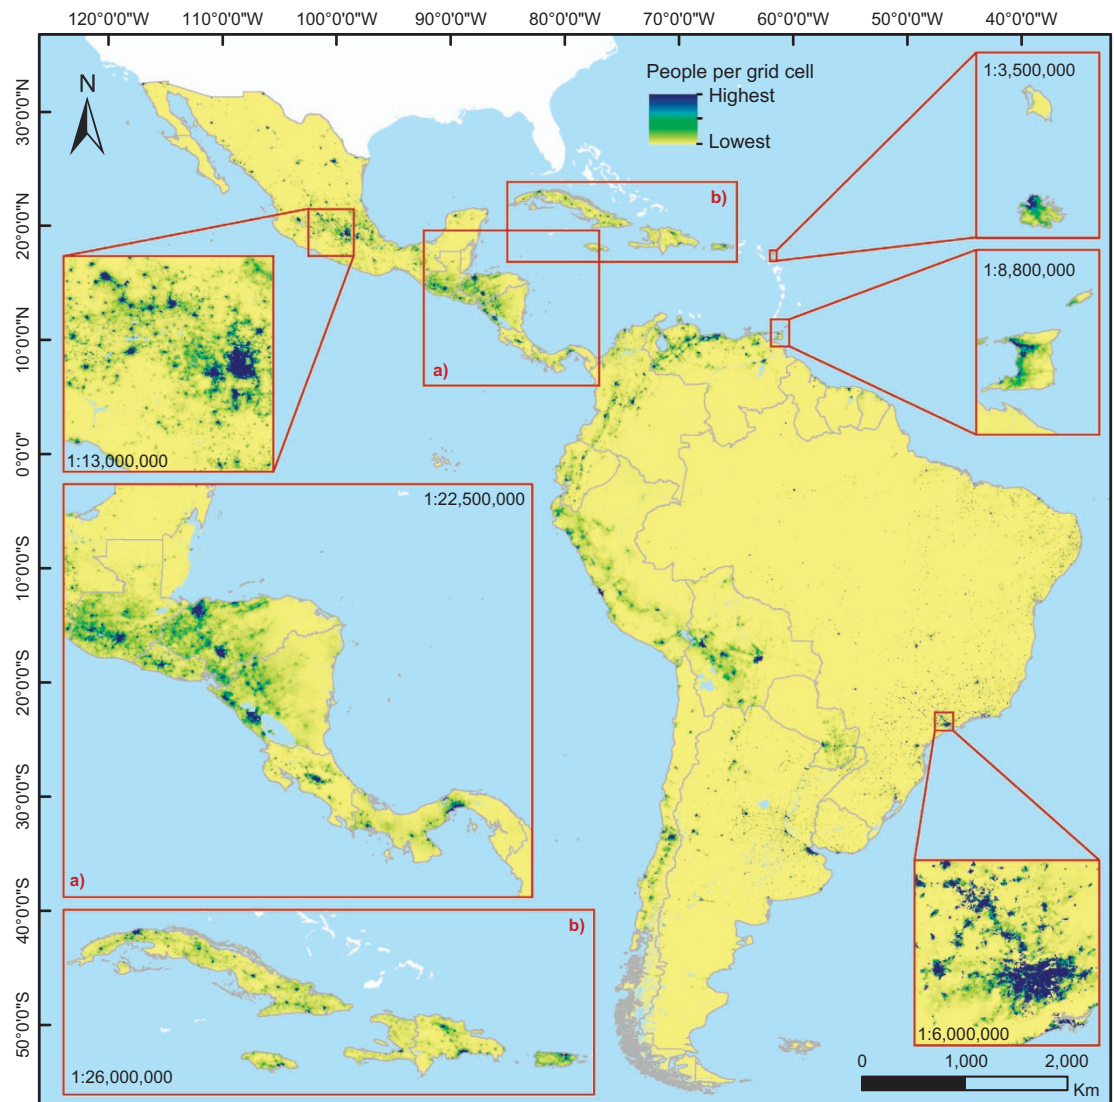 120°0'0"W 110°0'0"W 100°0'0"W 90°0'0"W 80°0'0"W 70°0'0"W 60°0'0"W 50°0'0"W 40°0'0"W
People per grid cell
Highest
Lowest
N
1:3,500,000
30°0'0"N
b)
20°0'0"N
1:8,800,000
10°0'0"N
a)
1:13,000,000
0°0'0"
1:22,500,000
10°0'0"S
20°0'0"S
30°0'0"S
a)
40°0'0"S
b)
50°0'0"S
1:26,000,000
1:6,000,000
0 1,000 2,000
Km